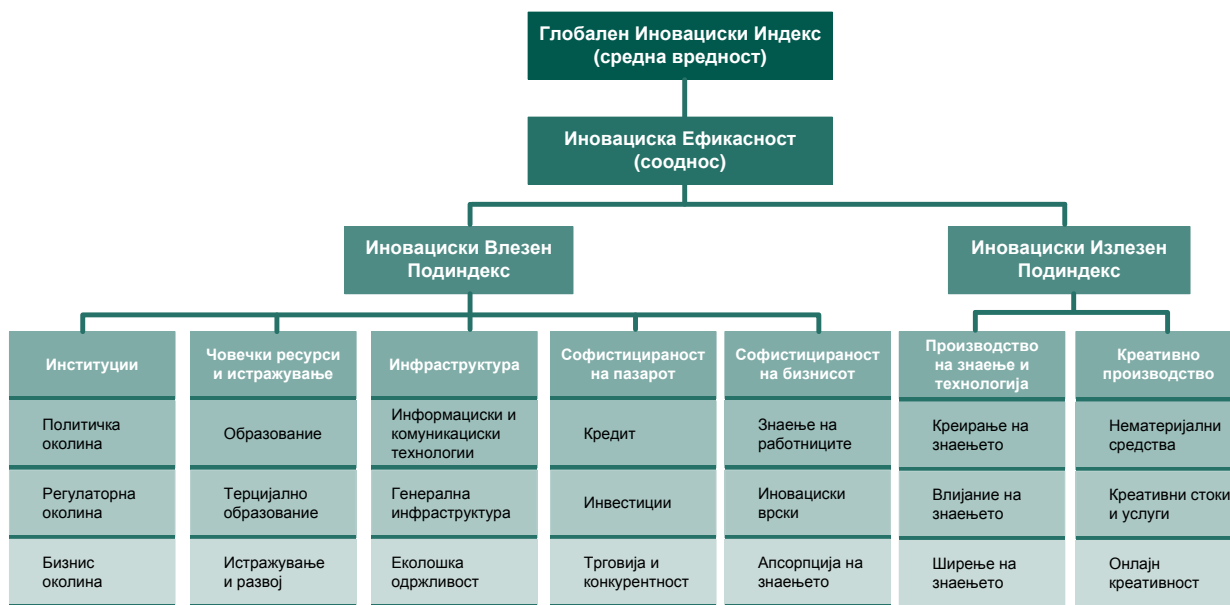 Глобален Иновациски Индекс
(средна вредност)
Иновациска Ефикасност
(сооднос)
Иновациски Влезен
Подиндекс
Иновациски Излезен
Подиндекс
Институции
Човечки ресурси
и истражување
Инфраструктура
Софистицираност
на пазарот
Софистицираност
на бизнисот
Производство
на знаење и
технологија
Креативно
производство
Политичка
околина
Образование
Информациски и
комуникациски
технологии
Кредит
Знаење на
работниците
Креирање на
знаењето
Нематеријални
средства
Регулаторна
околина
Терцијално
образование
Генерална
инфраструктура
Инвестиции
Иновациски
врски
Влијание на
знаењето
Креативни стоки
и услуги
Бизнис
околина
Истражување
и развој
Еколошка
одржливост
Трговија и
конкурентност
Апсорпција на
знаењето
Ширење на
знаењето
Онлајн
креативност